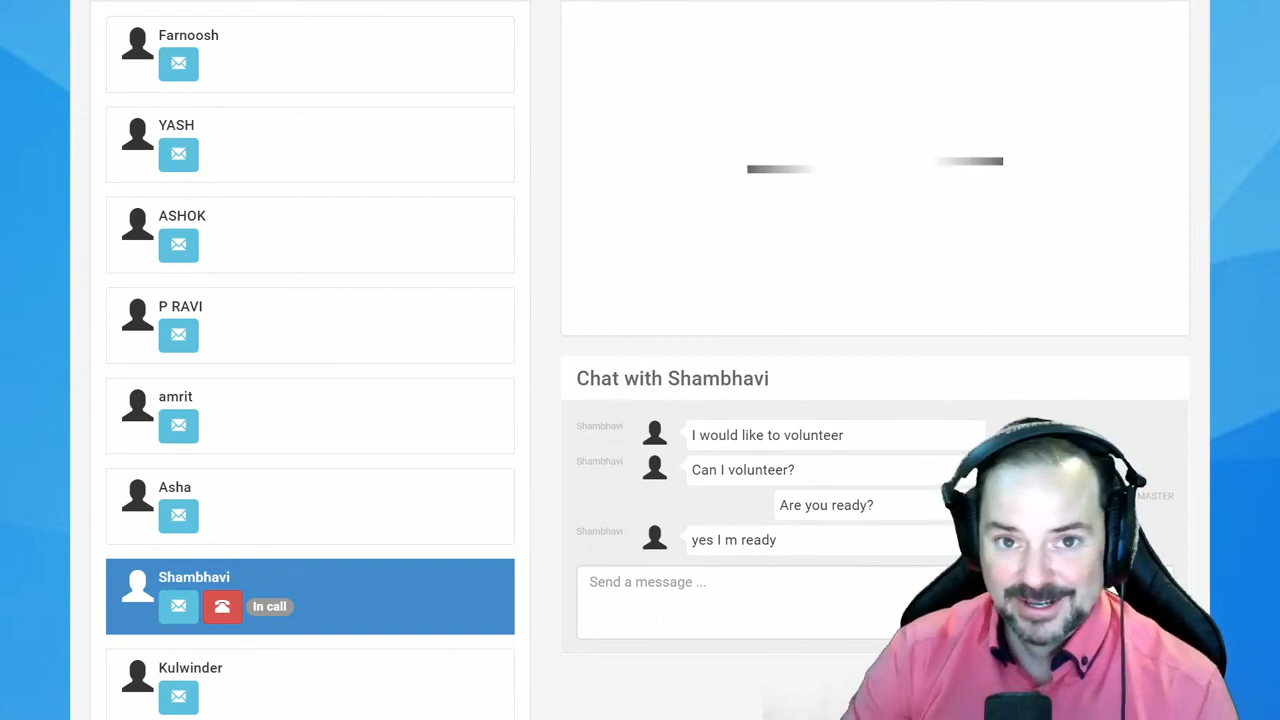 Farnoosh
YASH
ASHOK
P RAVI
amrit
Asha
Shambhavi
In call
Kulwinder
Chat with Shambhavi
Shambhavi I would like to volunteer
Shambhavi Can I volunteer?
Are you ready? MASTER
Shambhavi yes I m ready
Send a message ...